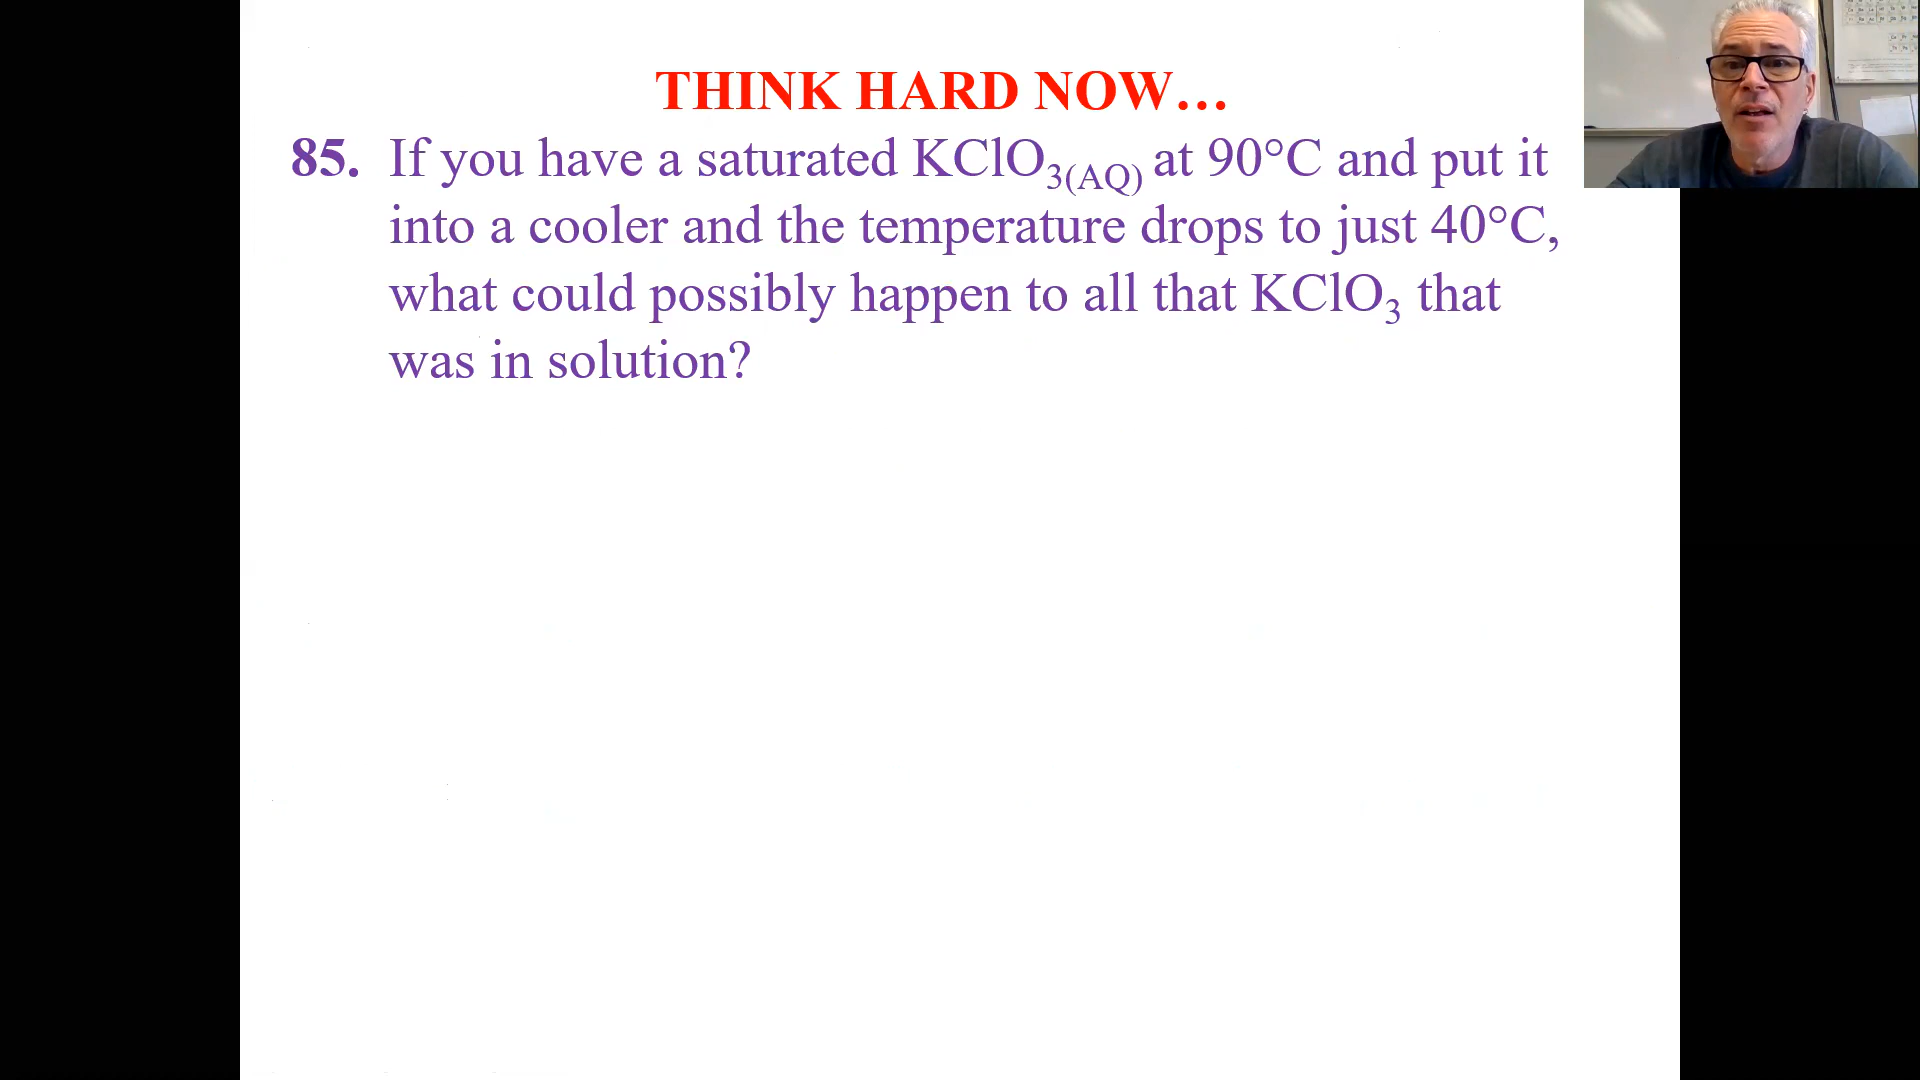 THINK HARD NOW…
85. If you have a saturated KClO₃(AQ) at 90°C and put it
into a cooler and the temperature drops to just 40°C,
what could possibly happen to all that KClO₃ that
was in solution?